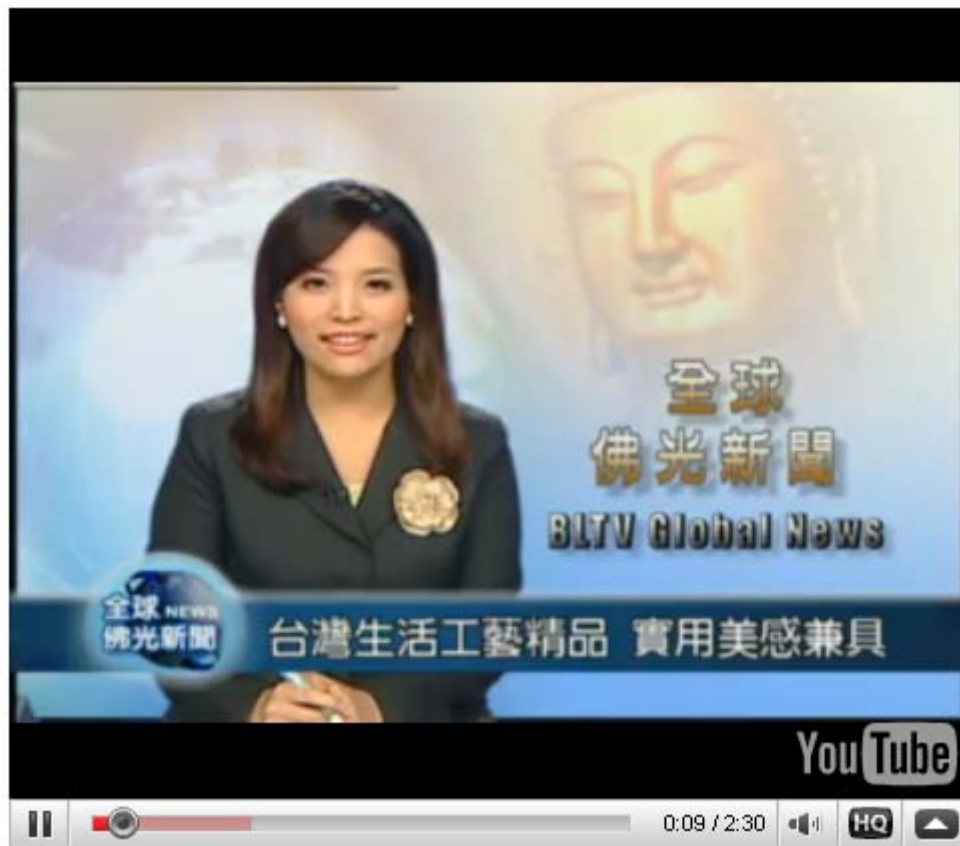 全球
佛光新聞
BLTV Global News
全球 NEWS
佛光新聞
台灣生活工藝精品 實用美感兼具
You Tube
0:09 / 2:30
HQ